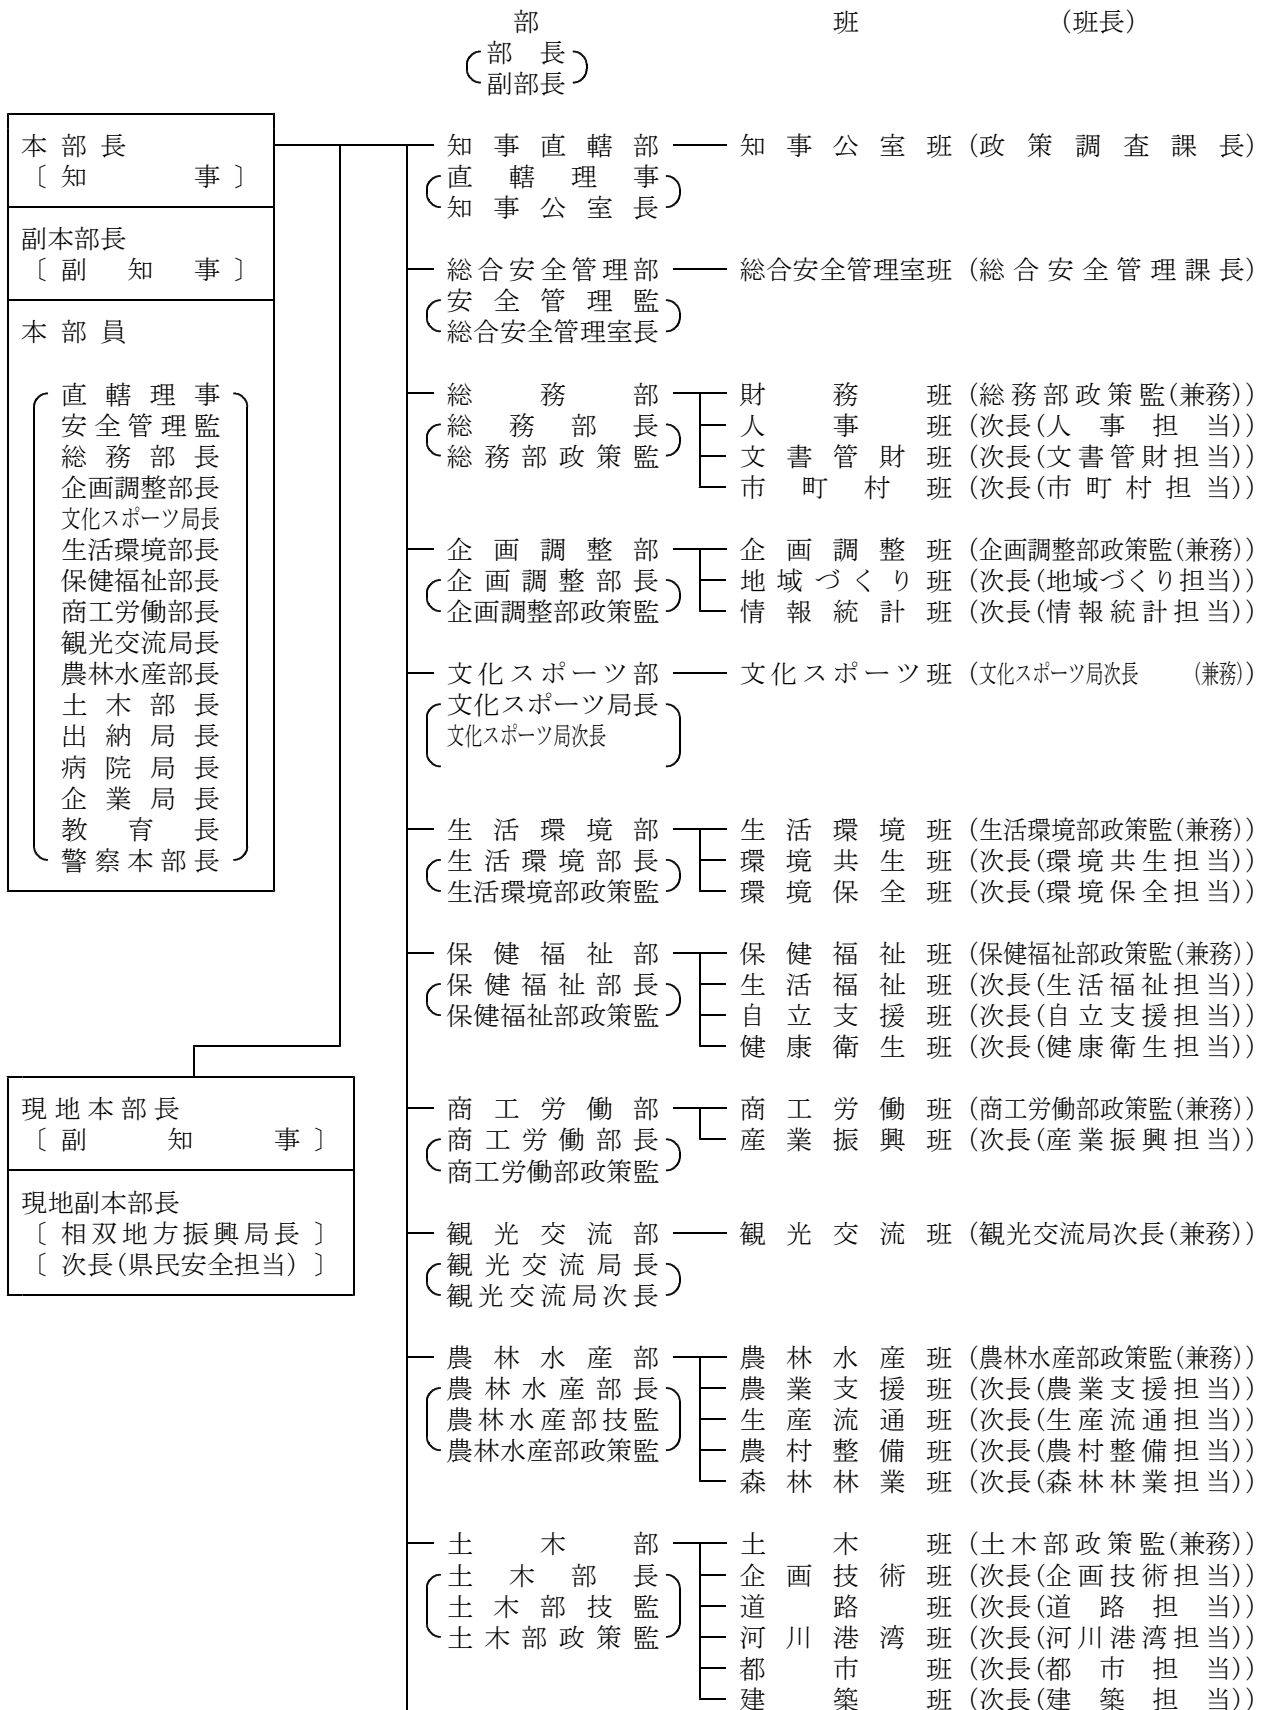 部 班 (班長)
部 長
副部長
本部長
〔知 事〕
副本部長
〔副 知 事〕
本部員
直轄理事
安全管理監
総務部長
企画調整部長
文化スポーツ局長
生活環境部長
保健福祉部長
商工労働部長
観光交流局長
農林水産部長
土木部長
出納局長
病院局長
企業局長
教育長
警察本部長
現地本部長
〔副 知 事〕
現地副本部長
〔相双地方振興局長〕
〔次長(県民安全担当)〕
知事直轄部 知事公室班 (政策調査課長)
直轄理事
知事公室長
総合安全管理部 総合安全管理室班 (総合安全管理課長)
安全管理監
総合安全管理室長
総務部 財務班 (総務部政策監(兼務))
総務部長 人事班 (次長(人事担当))
総務部政策監 文書管財班 (次長(文書管財担当))
市町村班 (次長(市町村担当))
企画調整部 企画調整班 (企画調整部政策監(兼務))
企画調整部長 地域づくり班 (次長(地域づくり担当))
企画調整部政策監 情報統計班 (次長(情報統計担当))
文化スポーツ部 文化スポーツ班 (文化スポーツ局次長 (兼務))
文化スポーツ局長
文化スポーツ局次長
生活環境部 生活環境班 (生活環境部政策監(兼務))
生活環境部長 環境共生班 (次長(環境共生担当))
生活環境部政策監 環境保全班 (次長(環境保全担当))
保健福祉部 保健福祉班 (保健福祉部政策監(兼務))
保健福祉部長 生活福祉班 (次長(生活福祉担当))
保健福祉部政策監 自立支援班 (次長(自立支援担当))
健康衛生班 (次長(健康衛生担当))
商工労働部 商工労働班 (商工労働部政策監(兼務))
商工労働部長 産業振興班 (次長(産業振興担当))
商工労働部政策監
観光交流部 観光交流班 (観光交流局次長(兼務))
観光交流局長
観光交流局次長
農林水産部 農林水産班 (農林水産部政策監(兼務))
農林水産部長 農業支援班 (次長(農業支援担当))
農林水産部技監 生産流通班 (次長(生産流通担当))
農林水産部政策監 農村整備班 (次長(農村整備担当))
森林林業班 (次長(森林林業担当))
土木部 土木班 (土木部政策監(兼務))
土木部長 企画技術班 (次長(企画技術担当))
土木部技監 道路班 (次長(道路担当))
土木部政策監 河川港湾班 (次長(河川港湾担当))
都市班 (次長(都市担当))
建築班 (次長(建築担当))